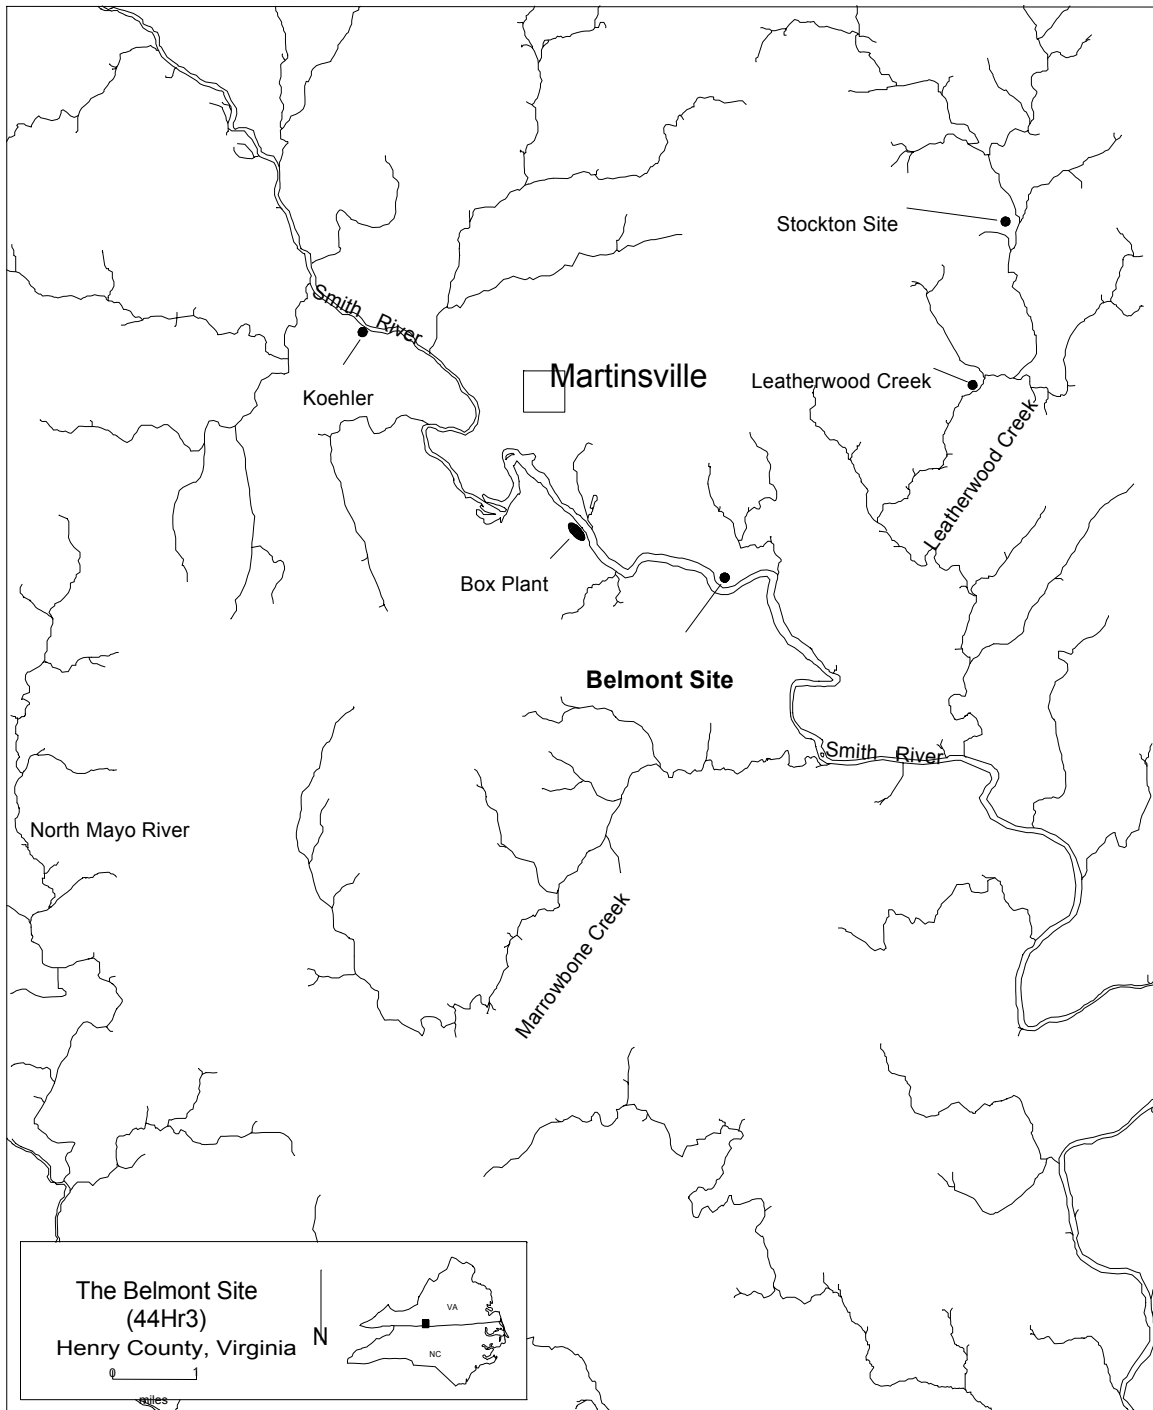 Stockton Site
Smith River
Martinsville
Leatherwood Creek
Koehler
Leatherwood Creek
Box Plant
Belmont Site
Smith River
North Mayo River
Marrowbone Creek
The Belmont Site
(44Hr3)
Henry County, Virginia
0 1
miles
N
VA
NC